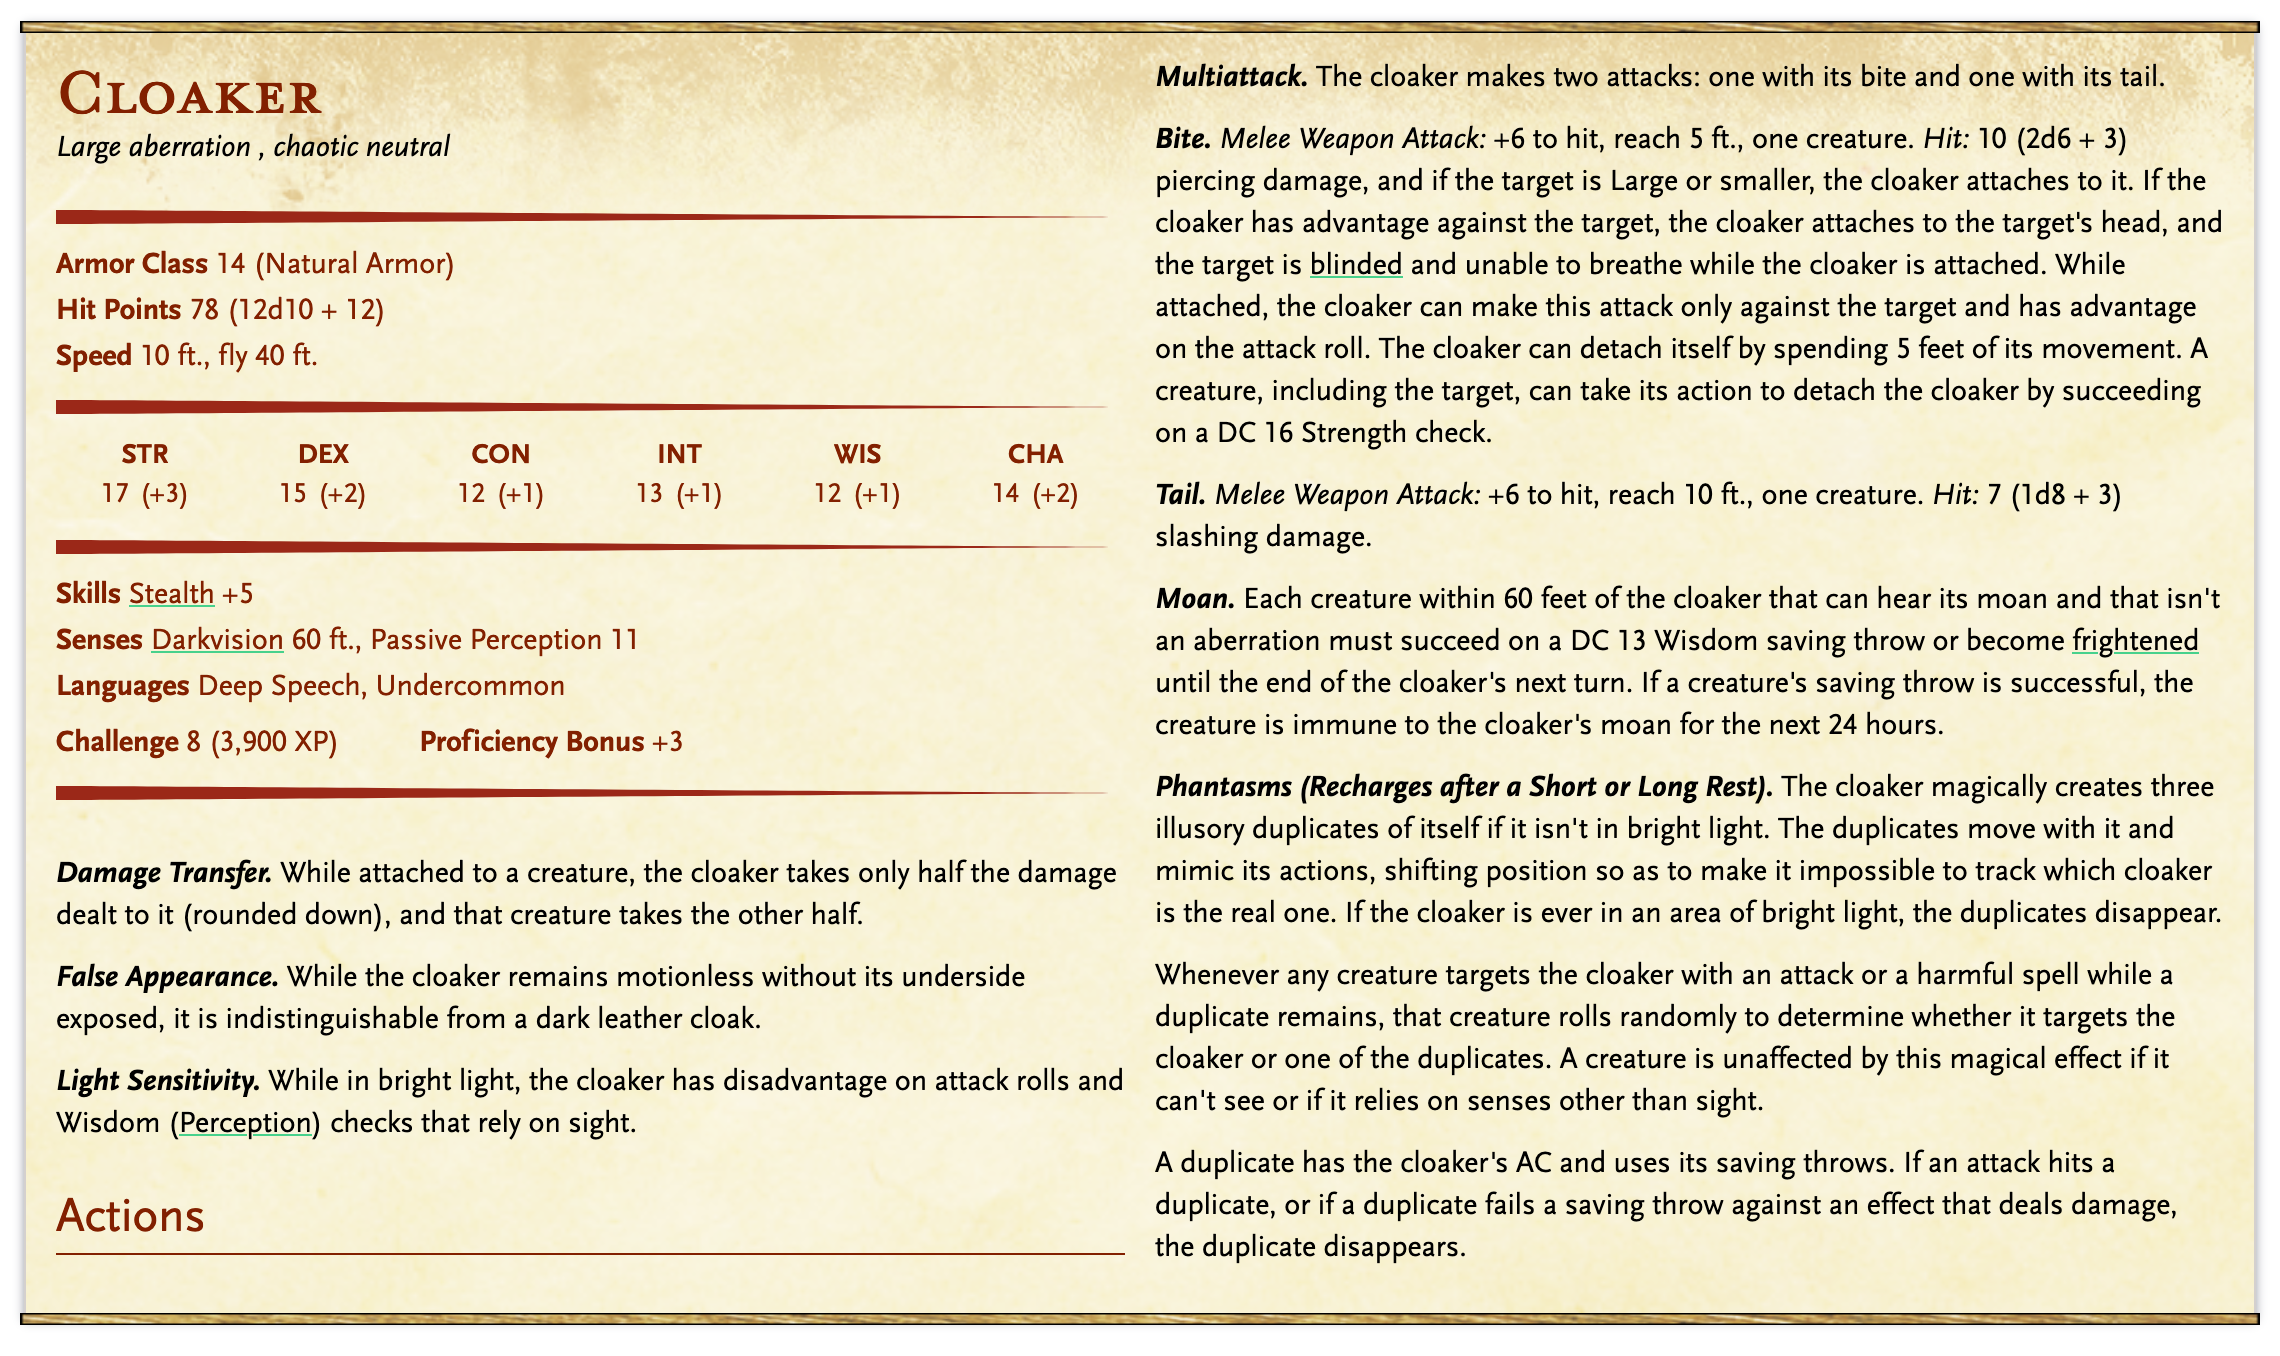 Cloaker
Large aberration , chaotic neutral
Armor Class 14 (Natural Armor)
Hit Points 78 (12d10 + 12)
Speed 10 ft., fly 40 ft.
STR DEX CON INT WIS CHA
17 (+3) 15 (+2) 12 (+1) 13 (+1) 12 (+1) 14 (+2)
Skills Stealth +5
Senses Darkvision 60 ft., Passive Perception 11
Languages Deep Speech, Undercommon
Challenge 8 (3,900 XP) Proficiency Bonus +3
Damage Transfer. While attached to a creature, the cloaker takes only half the damage
dealt to it (rounded down), and that creature takes the other half.
False Appearance. While the cloaker remains motionless without its underside
exposed, it is indistinguishable from a dark leather cloak.
Light Sensitivity. While in bright light, the cloaker has disadvantage on attack rolls and
Wisdom (Perception) checks that rely on sight.
Actions
Multiattack. The cloaker makes two attacks: one with its bite and one with its tail.
Bite. Melee Weapon Attack: +6 to hit, reach 5 ft., one creature. Hit: 10 (2d6 + 3)
piercing damage, and if the target is Large or smaller, the cloaker attaches to it. If the
cloaker has advantage against the target, the cloaker attaches to the target's head, and
the target is blinded and unable to breathe while the cloaker is attached. While
attached, the cloaker can make this attack only against the target and has advantage
on the attack roll. The cloaker can detach itself by spending 5 feet of its movement. A
creature, including the target, can take its action to detach the cloaker by succeeding
on a DC 16 Strength check.
Tail. Melee Weapon Attack: +6 to hit, reach 10 ft., one creature. Hit: 7 (1d8 + 3)
slashing damage.
Moan. Each creature within 60 feet of the cloaker that can hear its moan and that isn't
an aberration must succeed on a DC 13 Wisdom saving throw or become frightened
until the end of the cloaker's next turn. If a creature's saving throw is successful, the
creature is immune to the cloaker's moan for the next 24 hours.
Phantasms (Recharges after a Short or Long Rest). The cloaker magically creates three
illusory duplicates of itself if it isn't in bright light. The duplicates move with it and
mimic its actions, shifting position so as to make it impossible to track which cloaker
is the real one. If the cloaker is ever in an area of bright light, the duplicates disappear.
Whenever any creature targets the cloaker with an attack or a harmful spell while a
duplicate remains, that creature rolls randomly to determine whether it targets the
cloaker or one of the duplicates. A creature is unaffected by this magical effect if it
can't see or if it relies on senses other than sight.
A duplicate has the cloaker's AC and uses its saving throws. If an attack hits a
duplicate, or if a duplicate fails a saving throw against an effect that deals damage,
the duplicate disappears.